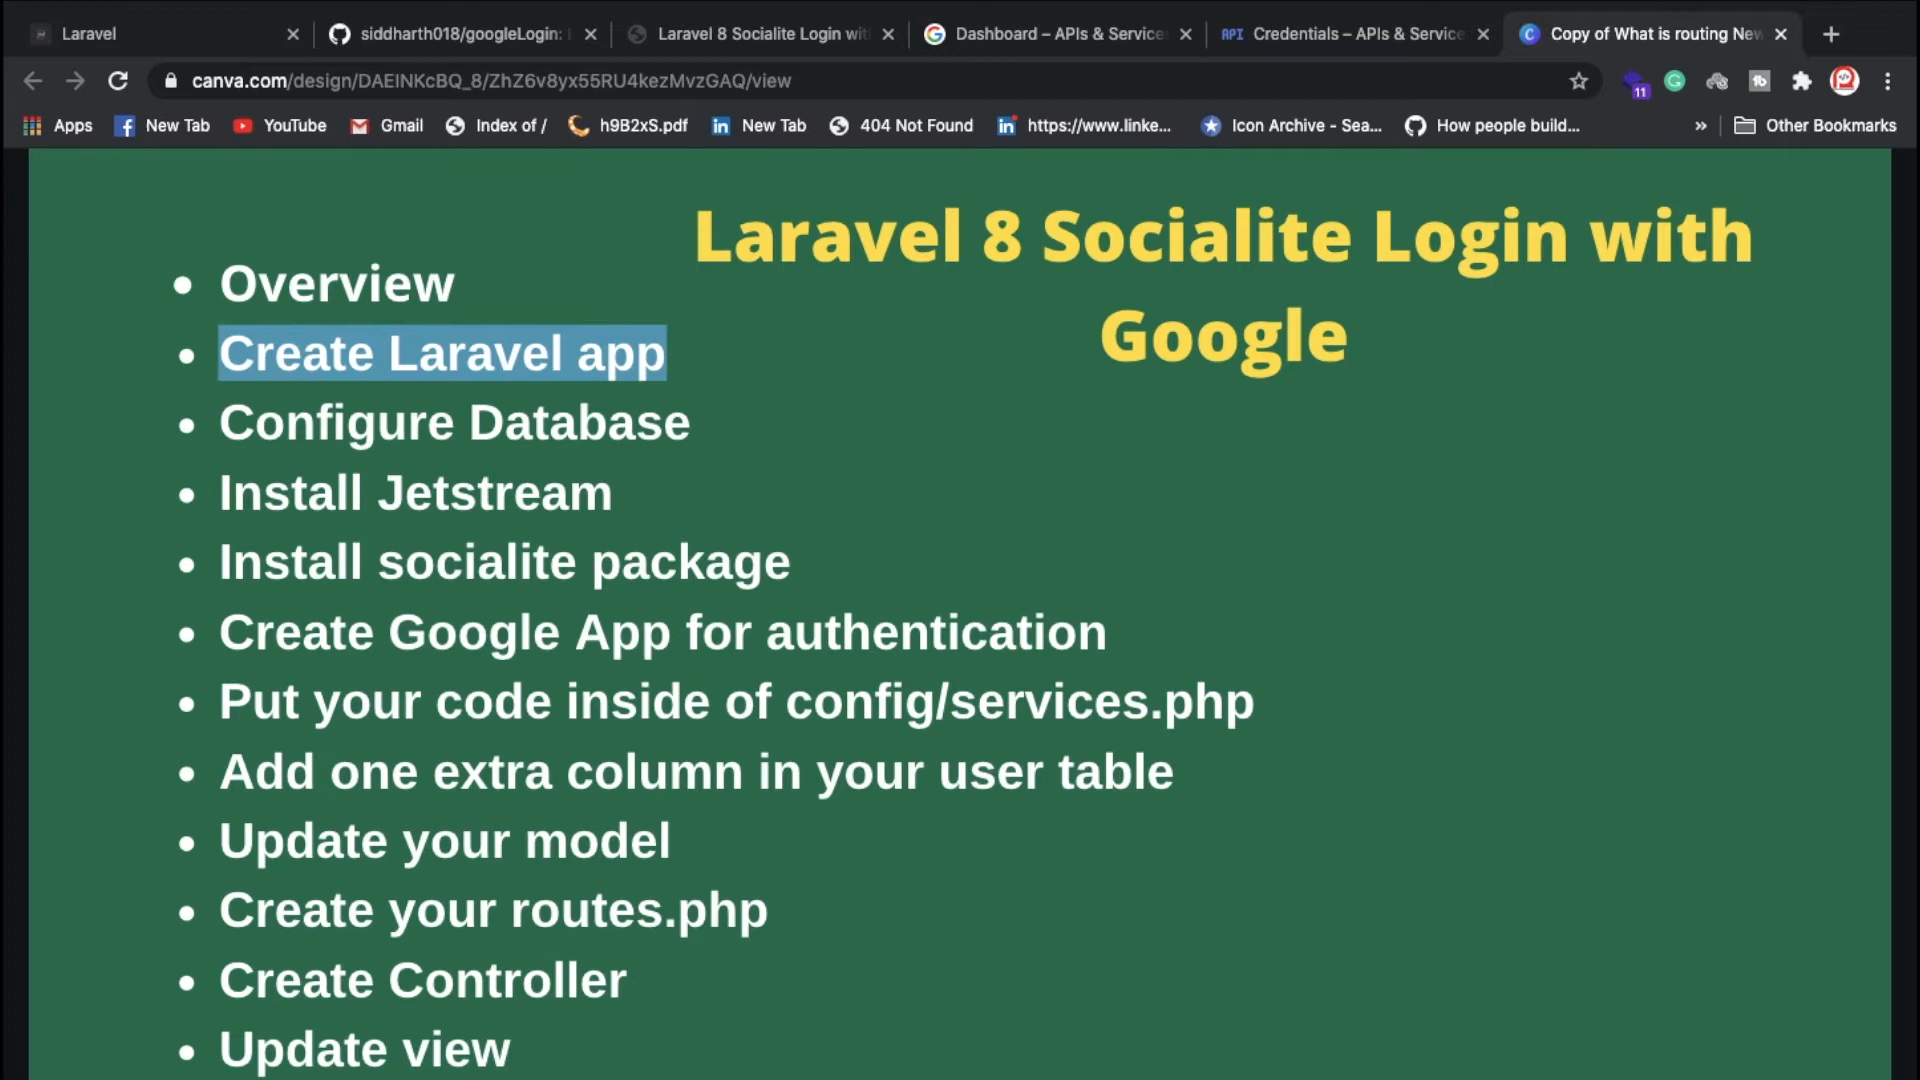 Laravel
siddharth018/googleLogin:
Laravel 8 Socialite Login wit
Dashboard – APIs & Service
API Credentials – APIs & Service
Copy of What is routing New
canva.com/design/DAEINKcBQ_8/ZhZ6v8yx55RU4kezMvzGAQ/view
11
Apps
New Tab
YouTube
Gmail
Index of /
h9B2xS.pdf
New Tab
404 Not Found
https://www.linke...
Icon Archive - Sea...
How people build...
»
Other Bookmarks
Laravel 8 Socialite Login with
Google
• Overview
• Create Laravel app
• Configure Database
• Install Jetstream
• Install socialite package
• Create Google App for authentication
• Put your code inside of config/services.php
• Add one extra column in your user table
• Update your model
• Create your routes.php
• Create Controller
• Update view